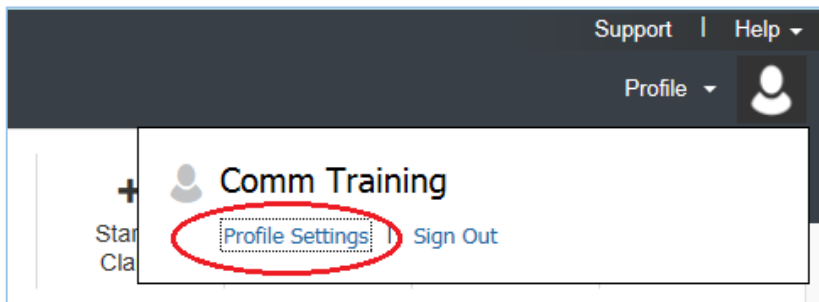 Support | Help
Profile
Comm Training
Profile Settings | Sign Out